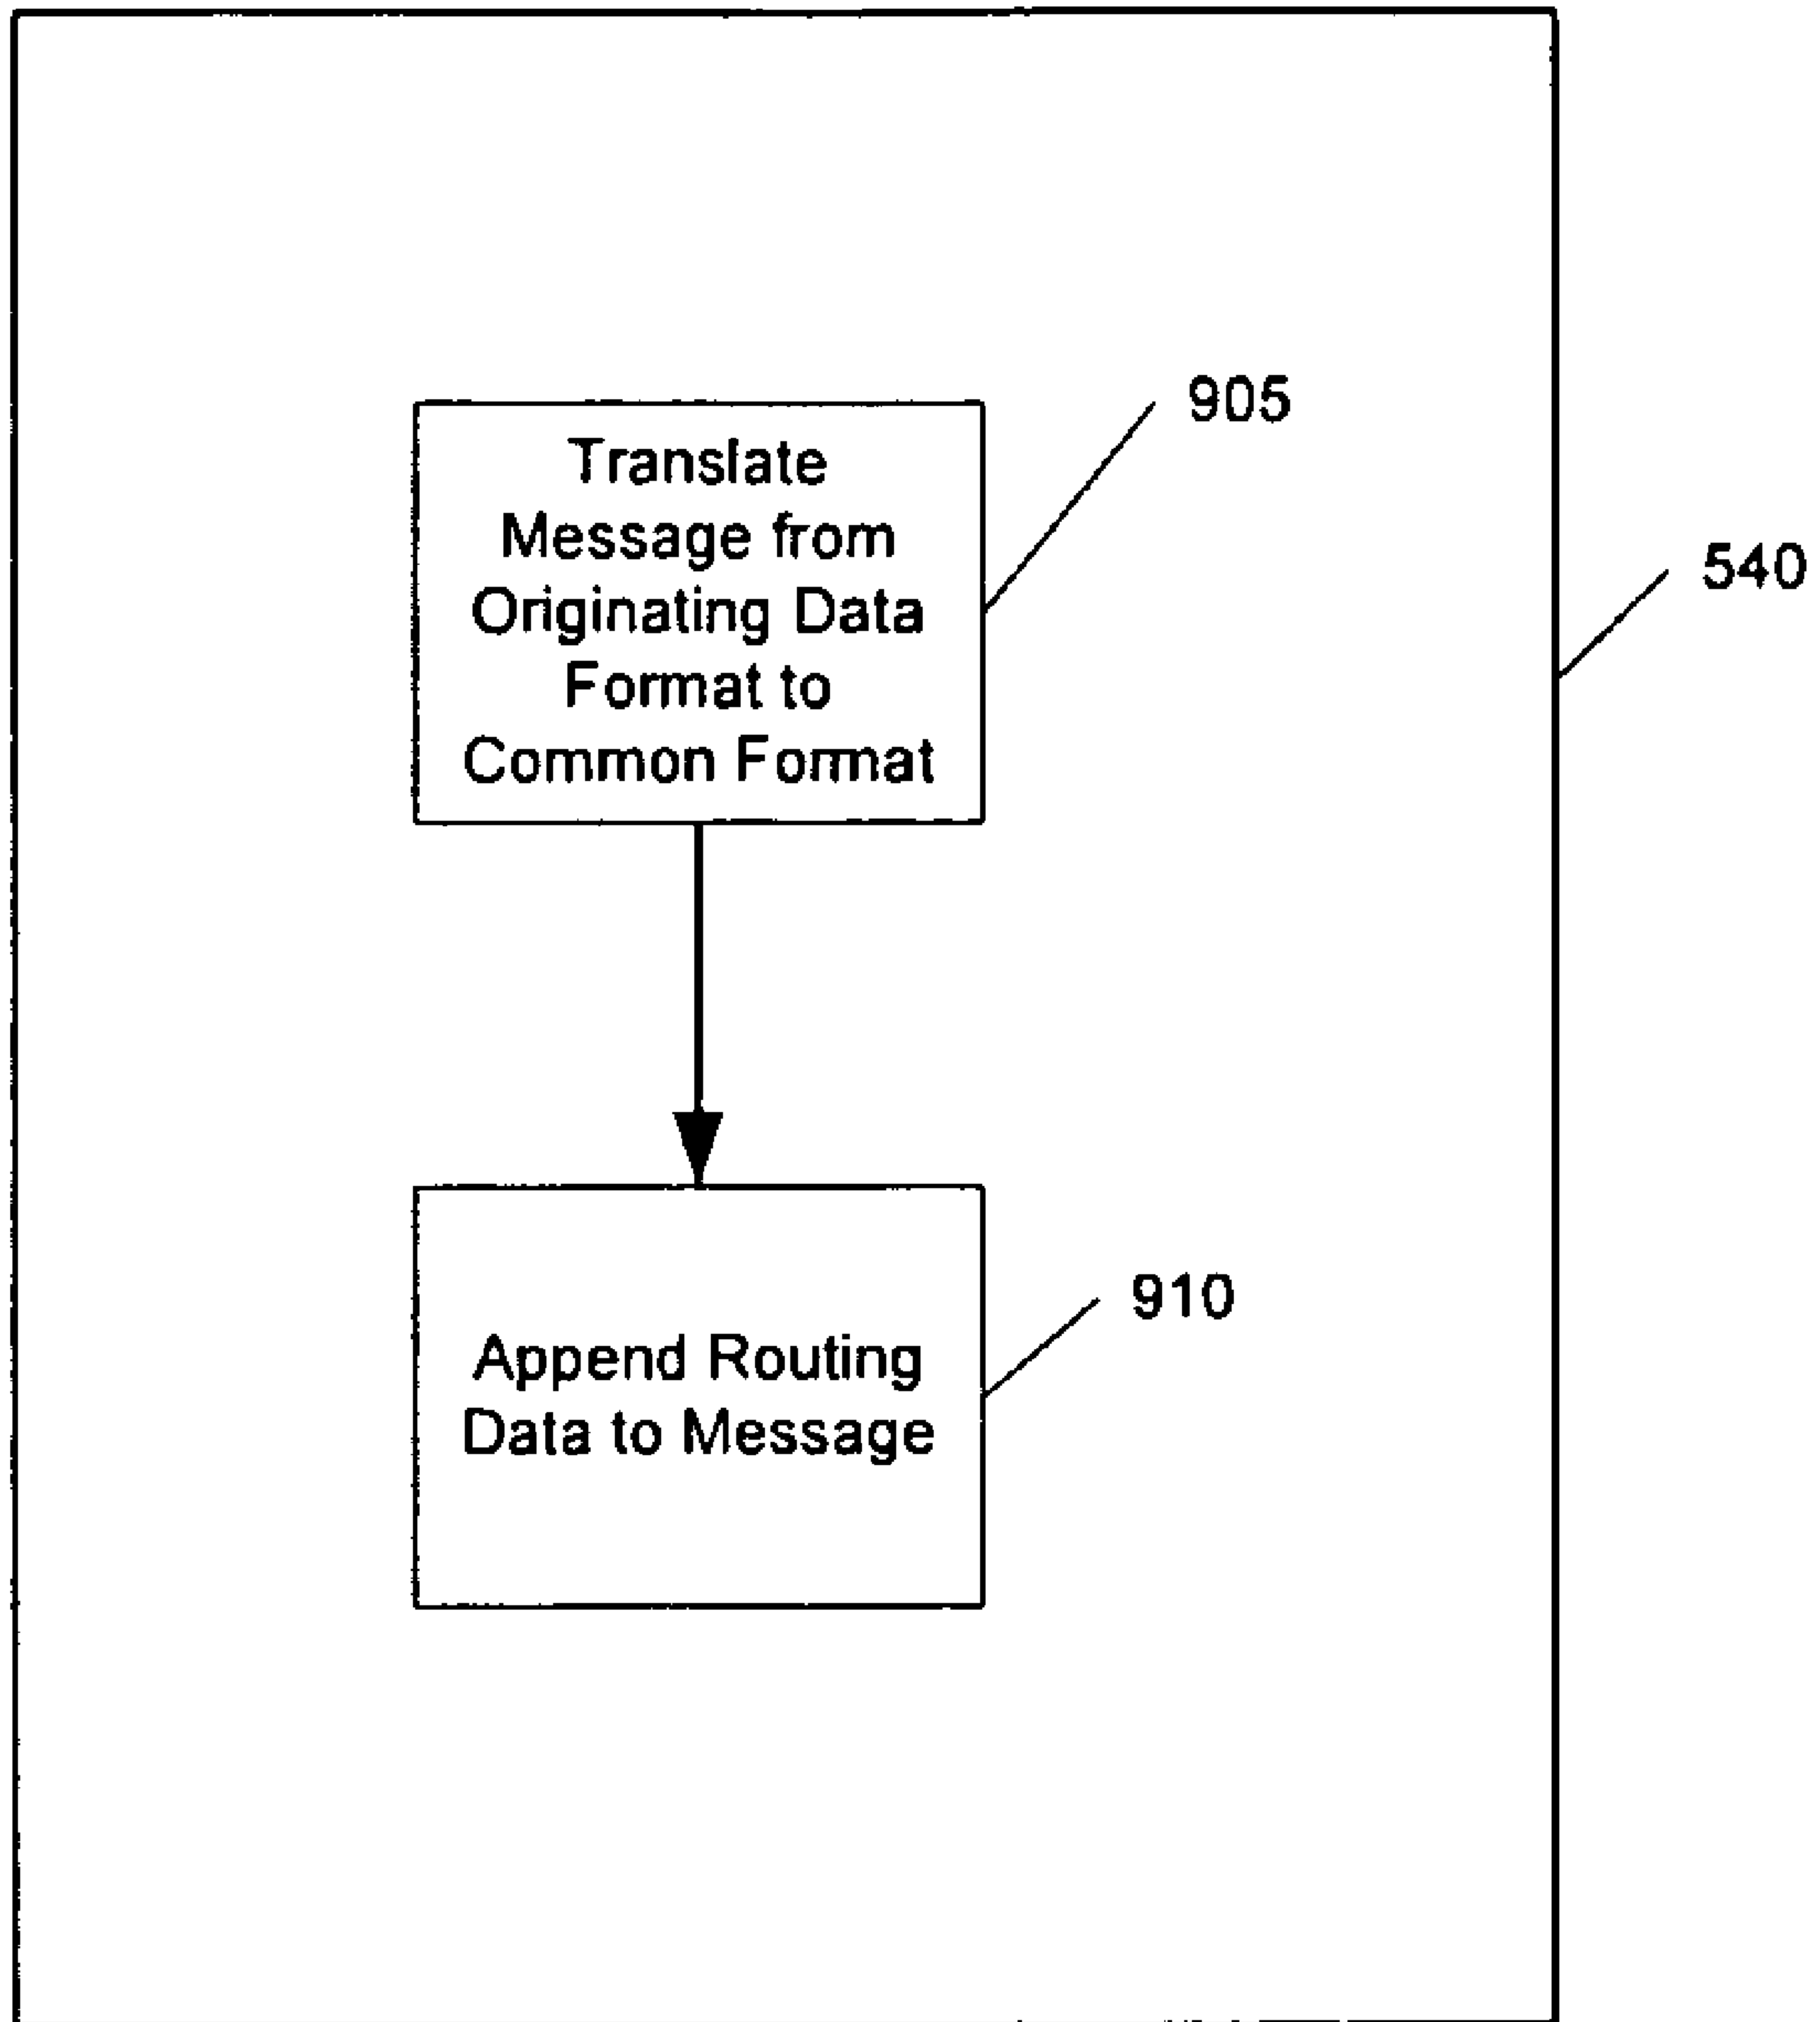 Translate
Message from
Originating Data
Format to
Common Format
905
540
Append Routing
Data to Message
910